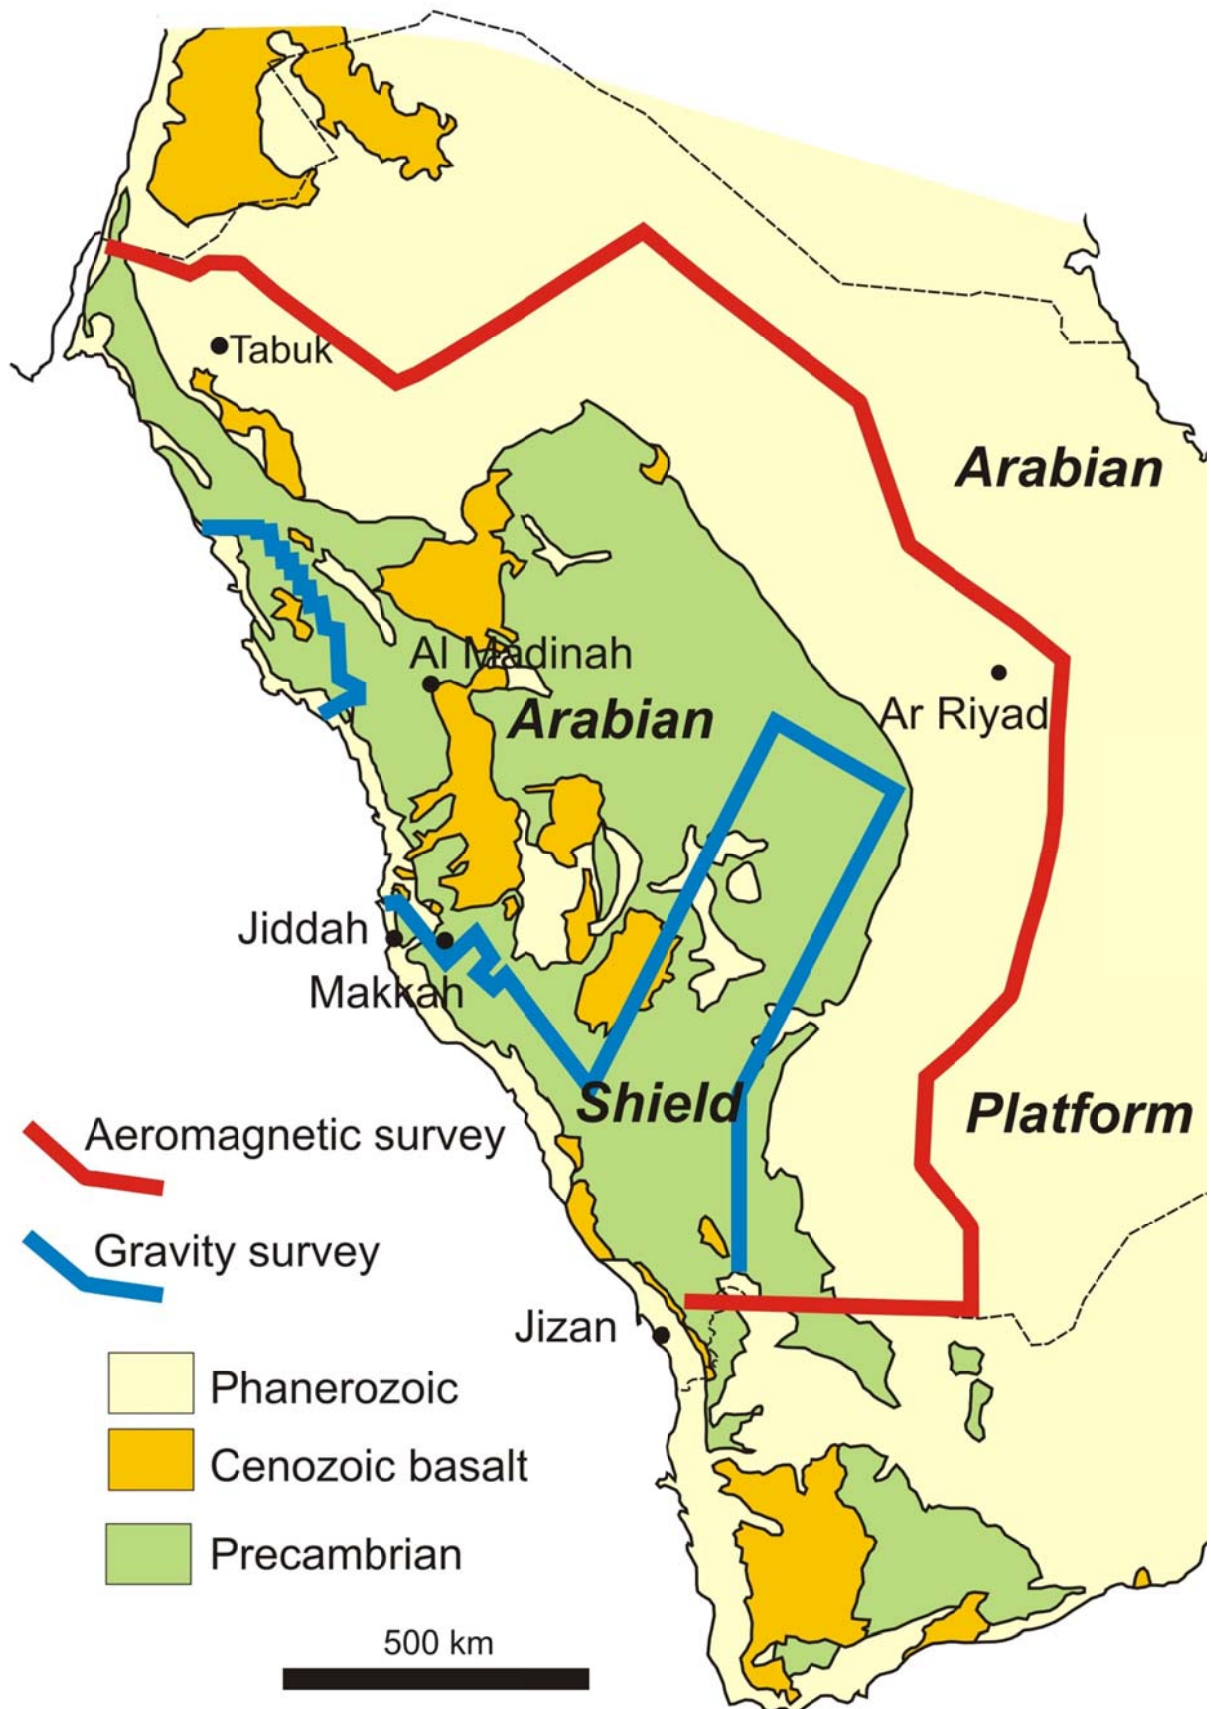 Tabuk
Arabian
Al Madinah
Arabian
Ar Riyad
Jiddah
Makkah
Shield
Platform
Aeromagnetic survey
Gravity survey
Jizan
Phanerozoic
Cenozoic basalt
Precambrian
500 km